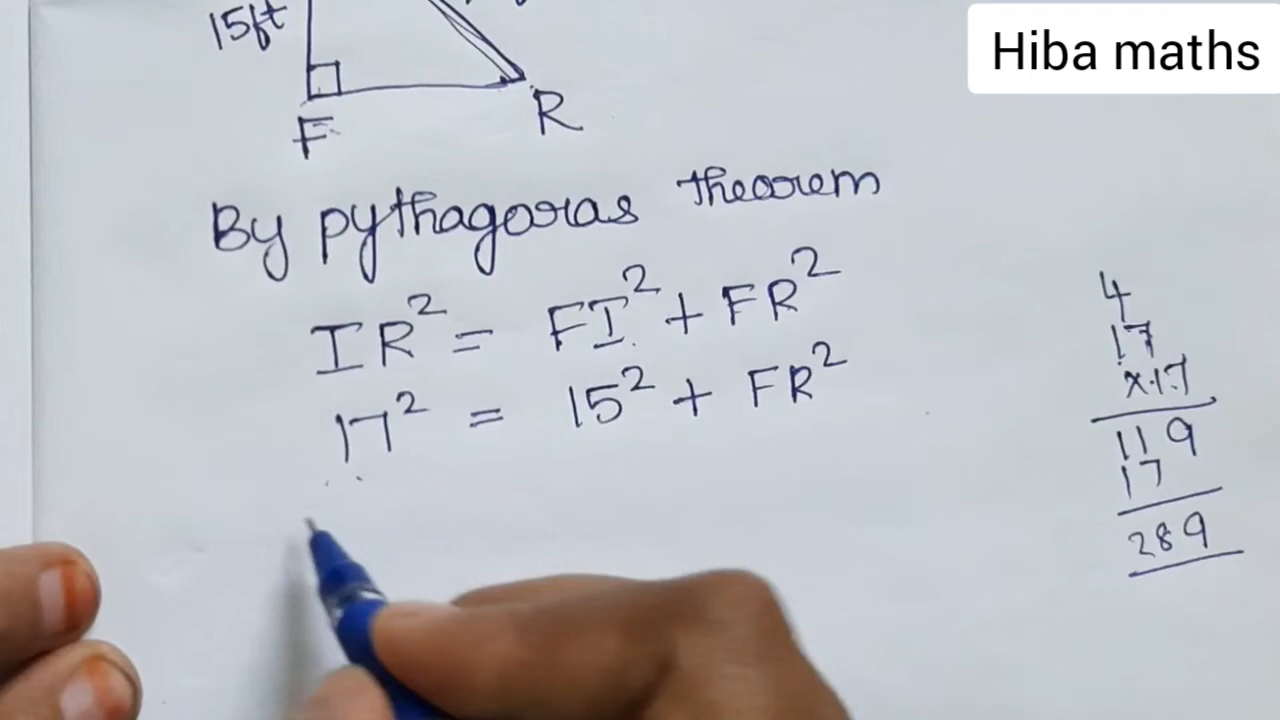 Hiba maths
15ft
F
R
By pythagoras theorem
IR² = FI² + FR²
17² = 15² + FR²
4
17
×17
119
17
289